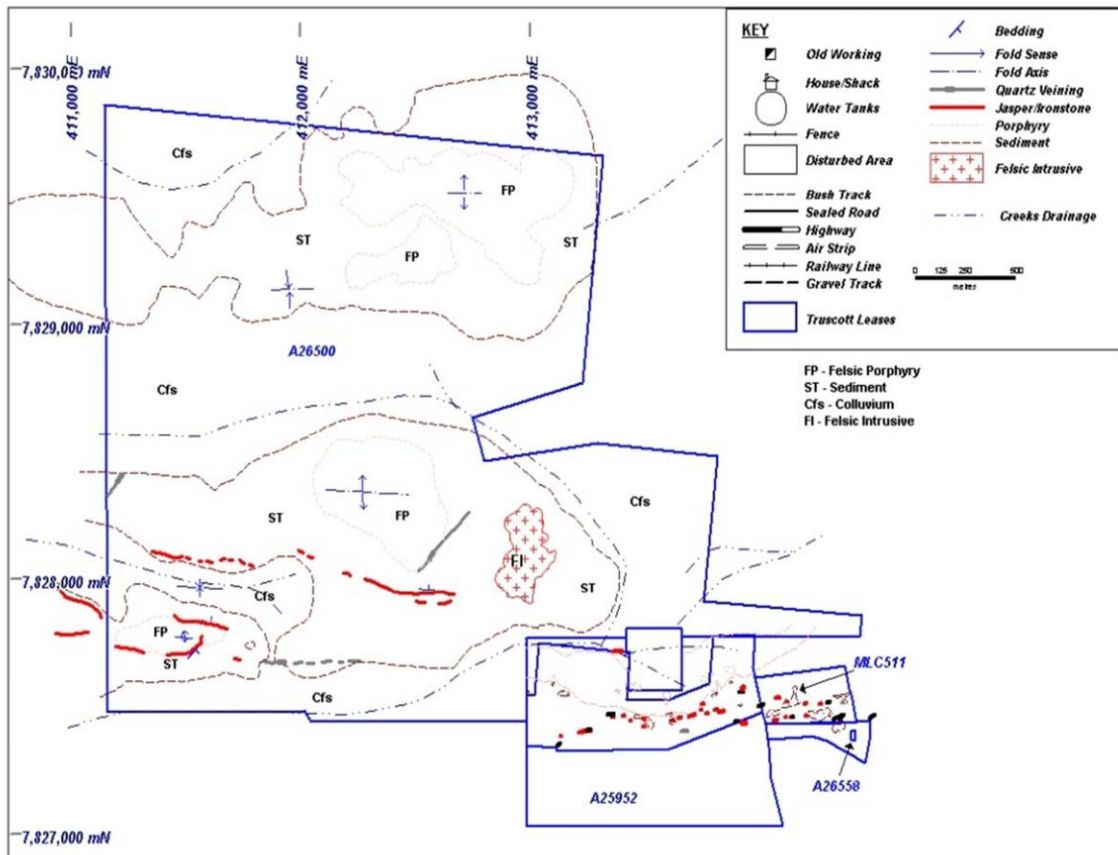 411,000 mE
412,000 mE
413,000 mE
7,830,000 mN
7,829,000 mN
7,828,000 mN
7,827,000 mN
Cfs
FP
ST
FP
ST
A26500
Cfs
ST
FP
Cfs
FI
ST
Cfs
FP
ST
Cfs
MLC511
A25952
A26558
KEY
Old Working
House/Shack
Water Tanks
Fence
Disturbed Area
Bush Track
Sealed Road
Highway
Air Strip
Railway Line
Gravel Track
Truscott Leases
Bedding
Fold Sense
Fold Axis
Quartz Veining
Jasper/Ironstone
Porphyry
Sediment
Felsic Intrusive
Creeks Drainage
0 125 250 500
metres
FP - Felsic Porphyry
ST - Sediment
Cfs - Colluvium
FI - Felsic Intrusive